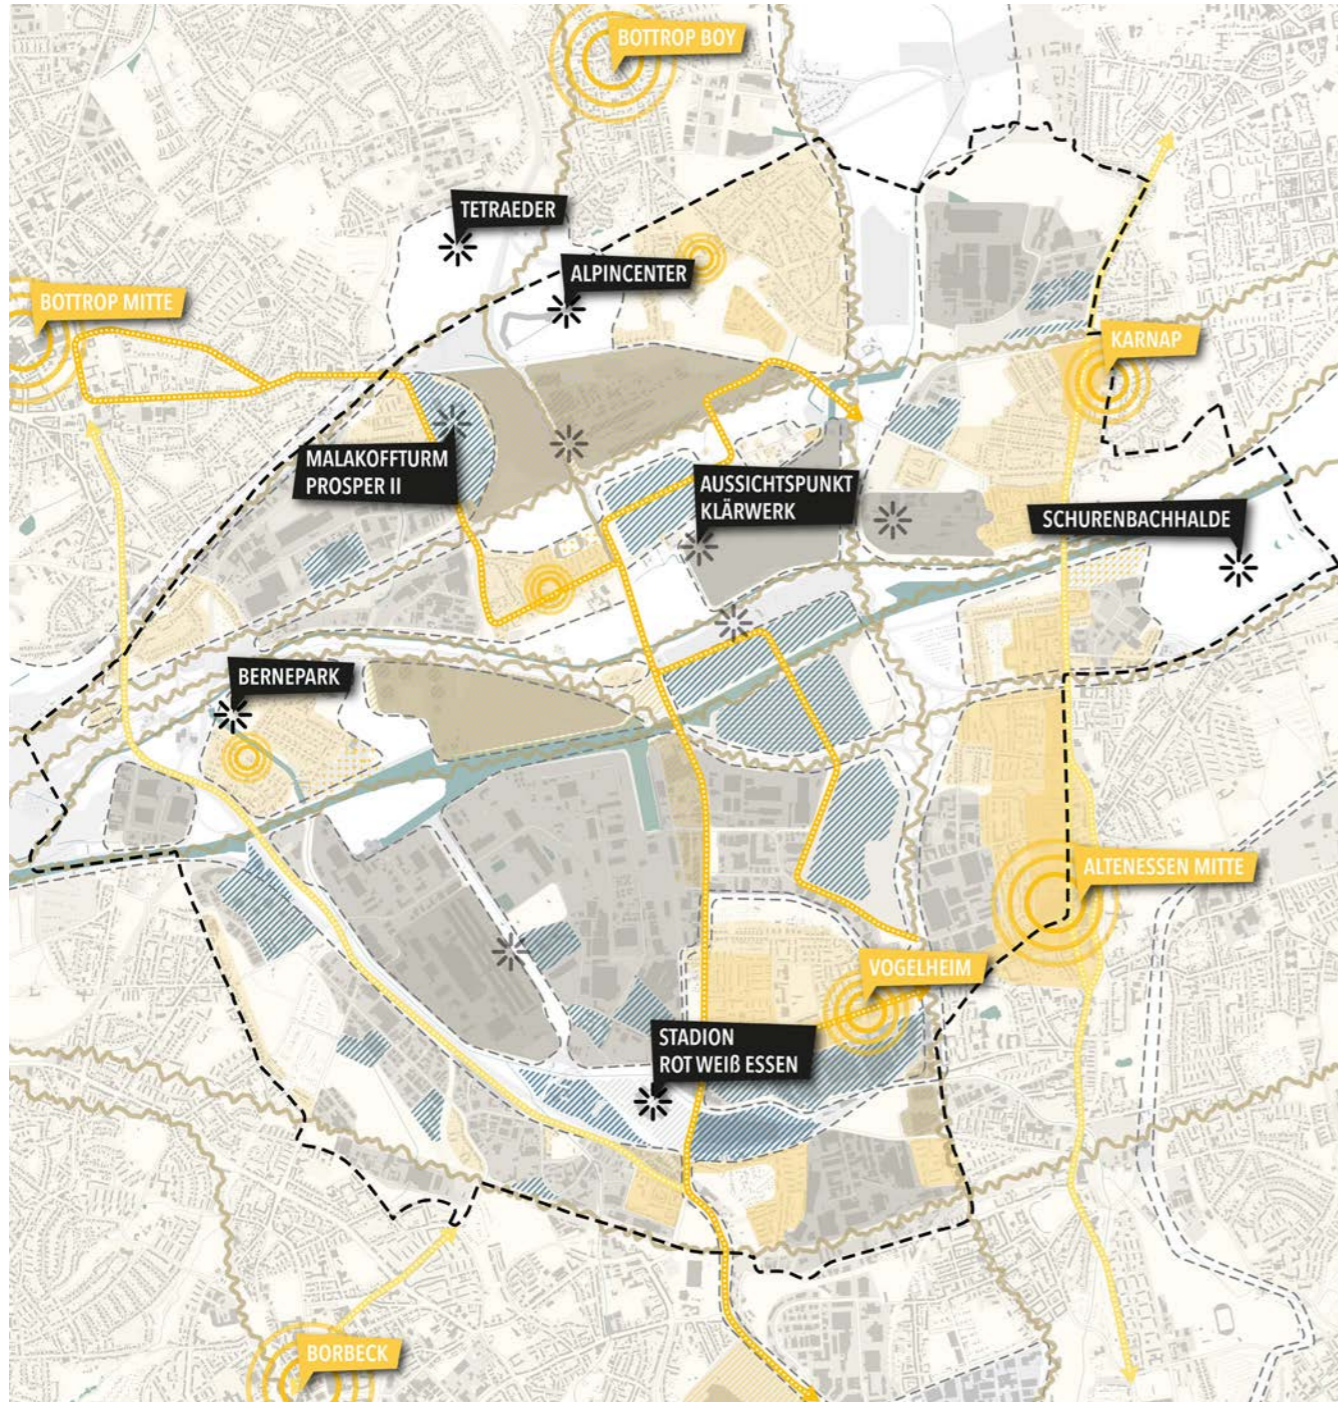 BOTTROP BOY
TETRAEDER
ALPINCENTER
BOTTROP MITTE
KARNAP
MALAKOFFTURM
PROSPER II
AUSSICHTSPUNKT
KLÄRWERK
SCHURENBACHHALDE
BERNEPARK
ALTENESSEN MITTE
VOGELHEIM
STADION
ROT WEIß ESSEN
BORBECK